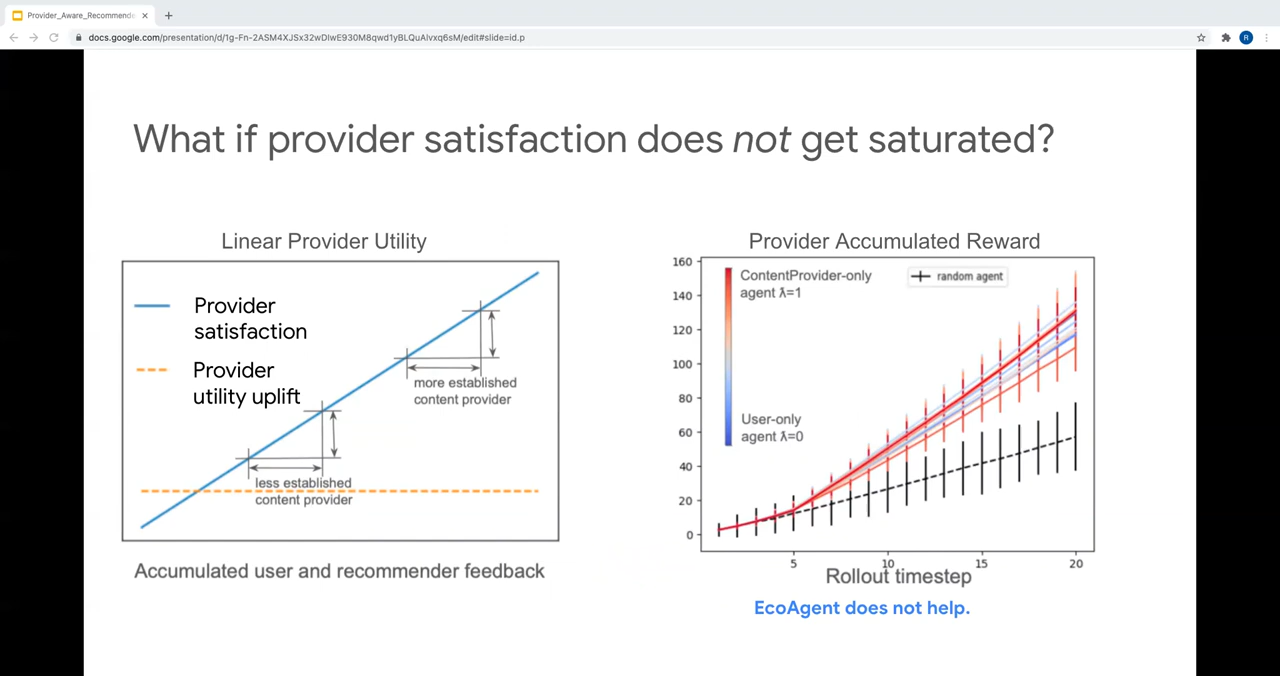 Provider_Aware_Recommende
docs.google.com/presentation/d/1g-Fn-2ASM4XJSx32wDIwE930M8qwd1yBLQuAlvxq6sM/edit#slide=id.p
R
What if provider satisfaction does not get saturated?
Linear Provider Utility
Provider
satisfaction
Provider
utility uplift
more established
content provider
less established
content provider
Accumulated user and recommender feedback
Provider Accumulated Reward
160
140
120
100
80
60
40
20
0
ContentProvider-only
agent λ=1
random agent
User-only
agent λ=0
5
10
15
20
Rollout timestep
EcoAgent does not help.